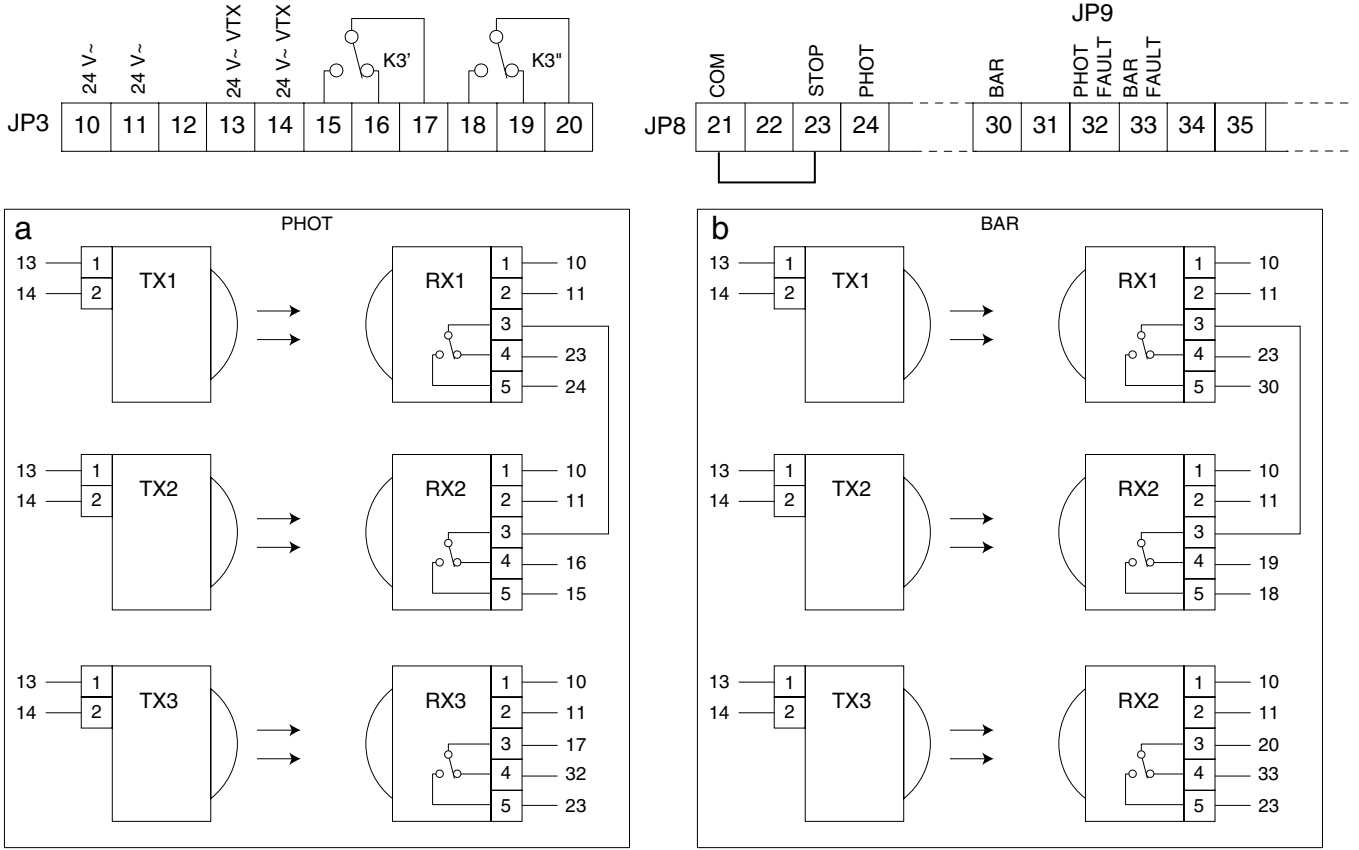 24 V~ 24 V~ 24 V~ VTX 24 V~ VTX K3' K3"
JP3 10 11 12 13 14 15 16 17 18 19 20
JP9
COM STOP PHOT BAR PHOT FAULT BAR FAULT
JP8 21 22 23 24 30 31 32 33 34 35
a PHOT
13 1 TX1 RX1 1 10
14 2 2 11
3
4 23
5 24
13 1 TX2 RX2 1 10
14 2 2 11
3
4 16
5 15
13 1 TX3 RX3 1 10
14 2 2 11
3 17
4 32
5 23
b BAR
13 1 TX1 RX1 1 10
14 2 2 11
3
4 23
5 30
13 1 TX2 RX2 1 10
14 2 2 11
3
4 19
5 18
13 1 TX3 RX2 1 10
14 2 2 11
3 20
4 33
5 23